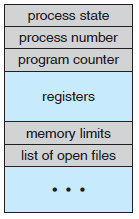 process state
process number
program counter
registers
memory limits
list of open files
• • •